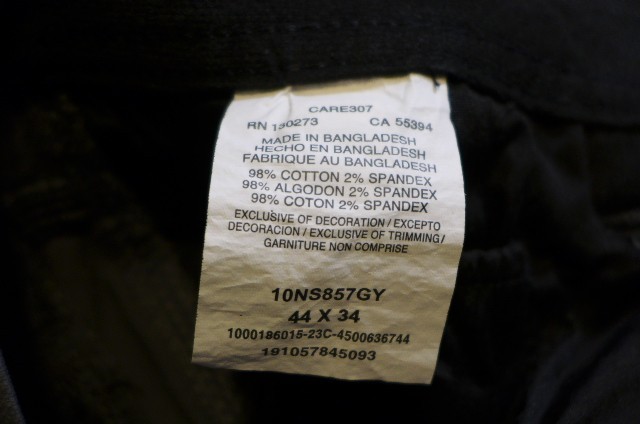 CARE307
RN 130273 CA 55394
MADE IN BANGLADESH
HECHO EN BANGLADESH
FABRIQUE AU BANGLADESH
98% COTTON 2% SPANDEX
98% ALGODON 2% SPANDEX
98% COTON 2% SPANDEX
EXCLUSIVE OF DECORATION / EXCEPTO
DECORACION / EXCLUSIVE OF TRIMMING/
GARNITURE NON COMPRISE
10NS857GY
44 X 34
1000186015-23C-4500636744
191057845093